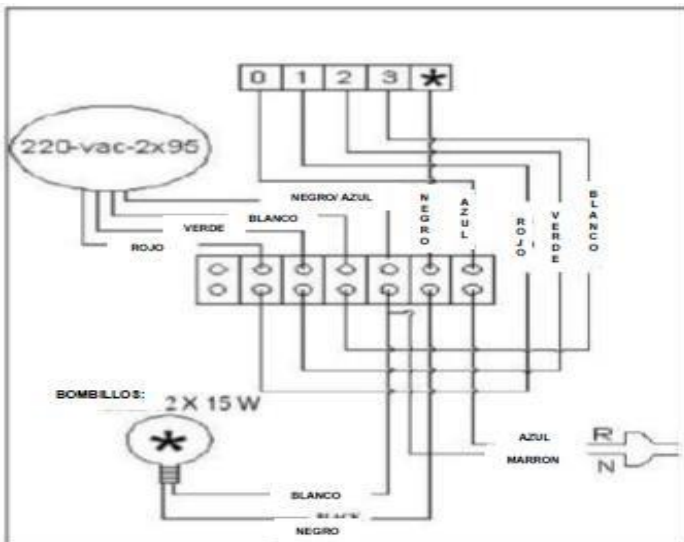 0 1 2 3 *
220-vac-2x95
NEGRO/ AZUL
BLANCO
VERDE
ROJO
NEGRO
AZUL
ROJO
VERDE
BLANCO
BOMBILLOS:
2 X 15 W
*
AZUL R
MARRON N
BLANCO
BLACK
NEGRO